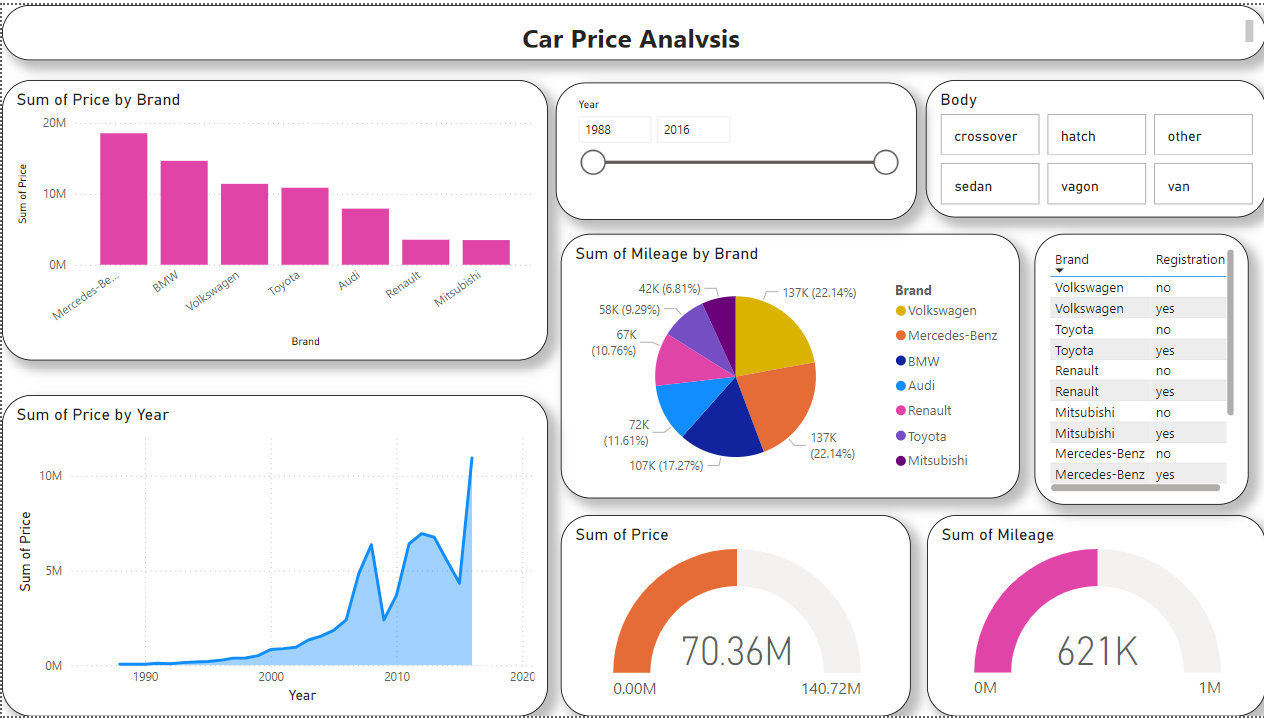 Car Price Analvsis
Sum of Price by Brand
20M
10M
0M
Sum of Price
Mercedes-Be...
BMW
Volkswagen
Toyota
Audi
Renault
Mitsubishi
Brand
Year
1988
2016
Body
crossover
hatch
other
sedan
vagon
van
Sum of Mileage by Brand
42K (6.81%)
137K (22.14%)
58K (9.29%)
67K
(10.76%)
72K
(11.61%)
107K (17.27%)
137K
(22.14%)
Brand
Volkswagen
Mercedes-Benz
BMW
Audi
Renault
Toyota
Mitsubishi
Brand Registration
Volkswagen no
Volkswagen yes
Toyota no
Toyota yes
Renault no
Renault yes
Mitsubishi no
Mitsubishi yes
Mercedes-Benz no
Mercedes-Benz yes
Sum of Price by Year
10M
5M
0M
Sum of Price
1990
2000
2010
2020
Year
Sum of Price
70.36M
0.00M
140.72M
Sum of Mileage
621K
0M
1M